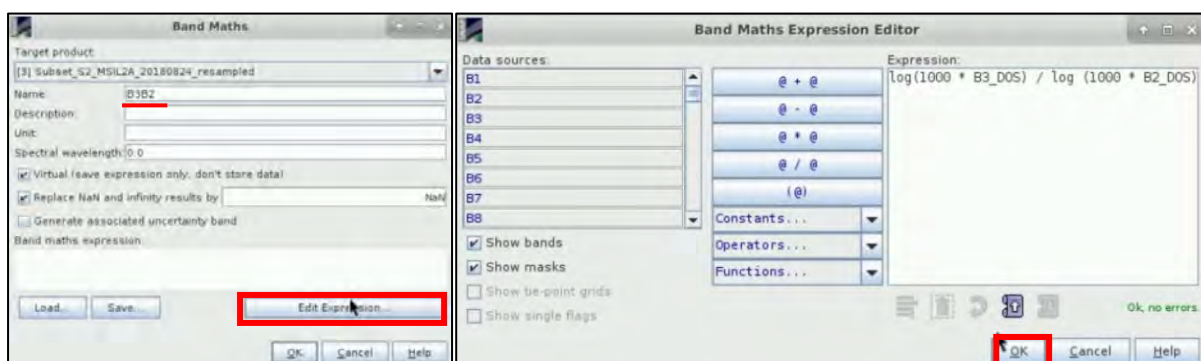 Band Maths
Target product:
[3] Subset_S2_MSIL2A_20180824_resampled
Name: B3B2
Description:
Unit:
Spectral wavelength: 0.0
Virtual (save expression only, don't store data)
Replace NaN and infinity results by NaN
Generate associated uncertainty band
Band maths expression:
Load... Save... Edit Expression...
OK Cancel Help
Band Maths Expression Editor
Data sources:
B1
B2
B3
B4
B5
B6
B7
B8
Show bands
Show masks
Show tie-point grids
Show single flags
@ + @
@ - @
@ * @
@ / @
(@)
Constants...
Operators...
Functions...
Expression:
log(1000 * B3_DOS) / log (1000 * B2_DOS)
Ok, no errors.
OK Cancel Help